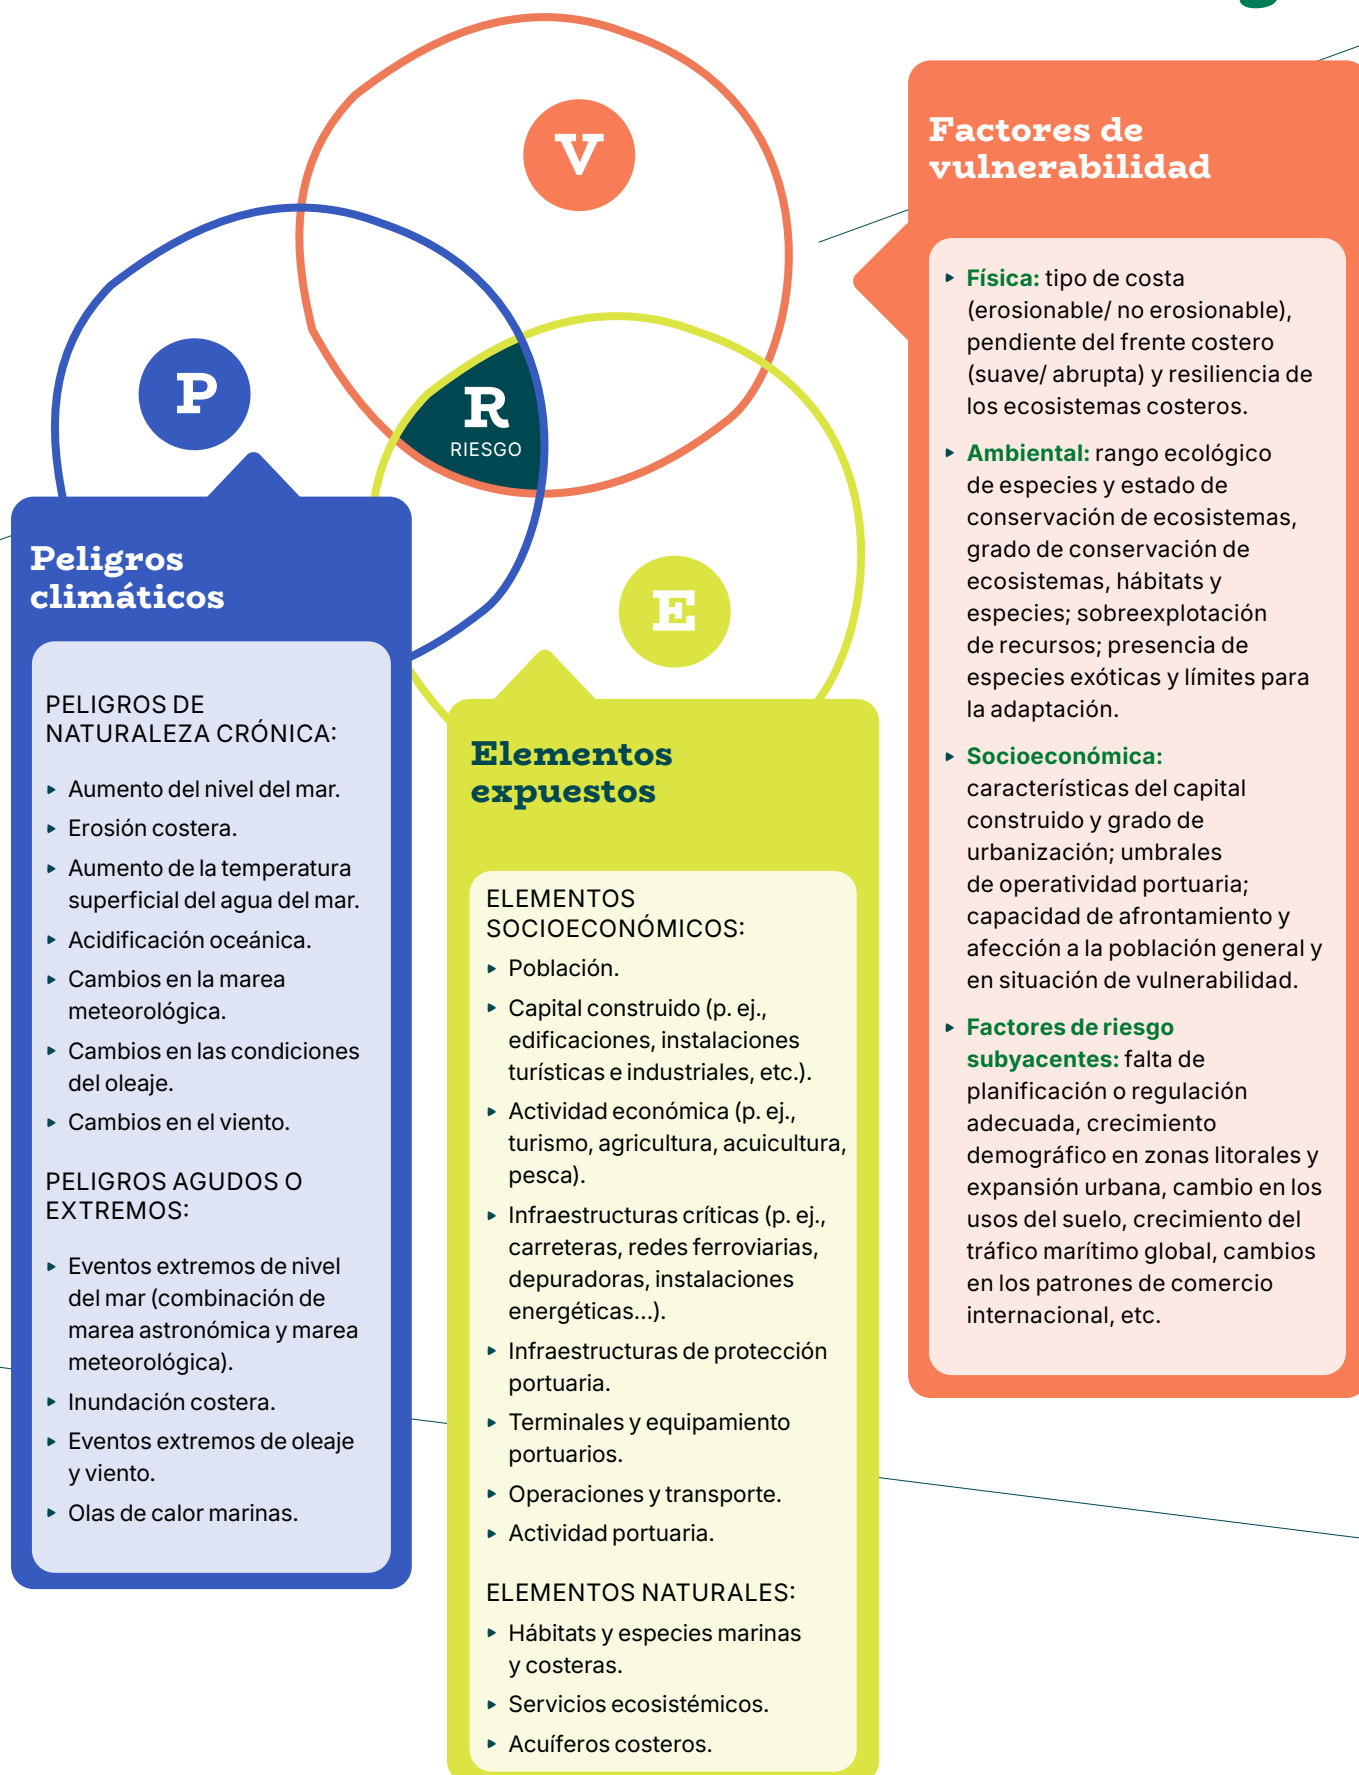 V
P
R
RIESGO
E
Peligros
climáticos
PELIGROS DE
NATURALEZA CRÓNICA:
Aumento del nivel del mar.
Erosión costera.
Aumento de la temperatura
superficial del agua del mar.
Acidificación oceánica.
Cambios en la marea
meteorológica.
Cambios en las condiciones
del oleaje.
Cambios en el viento.
PELIGROS AGUDOS O
EXTREMOS:
Eventos extremos de nivel
del mar (combinación de
marea astronómica y marea
meteorológica).
Inundación costera.
Eventos extremos de oleaje
y viento.
Olas de calor marinas.
Elementos
expuestos
ELEMENTOS
SOCIOECONÓMICOS:
Población.
Capital construido (p. ej.,
edificaciones, instalaciones
turísticas e industriales, etc.).
Actividad económica (p. ej.,
turismo, agricultura, acuicultura,
pesca).
Infraestructuras críticas (p. ej.,
carreteras, redes ferroviarias,
depuradoras, instalaciones
energéticas...).
Infraestructuras de protección
portuaria.
Terminales y equipamiento
portuarios.
Operaciones y transporte.
Actividad portuaria.
ELEMENTOS NATURALES:
Hábitats y especies marinas
y costeras.
Servicios ecosistémicos.
Acuíferos costeros.
Factores de
vulnerabilidad
Física: tipo de costa
(erosionable/ no erosionable),
pendiente del frente costero
(suave/ abrupta) y resiliencia de
los ecosistemas costeros.
Ambiental: rango ecológico
de especies y estado de
conservación de ecosistemas,
grado de conservación de
ecosistemas, hábitats y
especies; sobreexplotación
de recursos; presencia de
especies exóticas y límites para
la adaptación.
Socioeconómica:
características del capital
construido y grado de
urbanización; umbrales
de operatividad portuaria;
capacidad de afrontamiento y
afección a la población general y
en situación de vulnerabilidad.
Factores de riesgo
subyacentes: falta de
planificación o regulación
adecuada, crecimiento
demográfico en zonas litorales y
expansión urbana, cambio en los
usos del suelo, crecimiento del
tráfico marítimo global, cambios
en los patrones de comercio
internacional, etc.